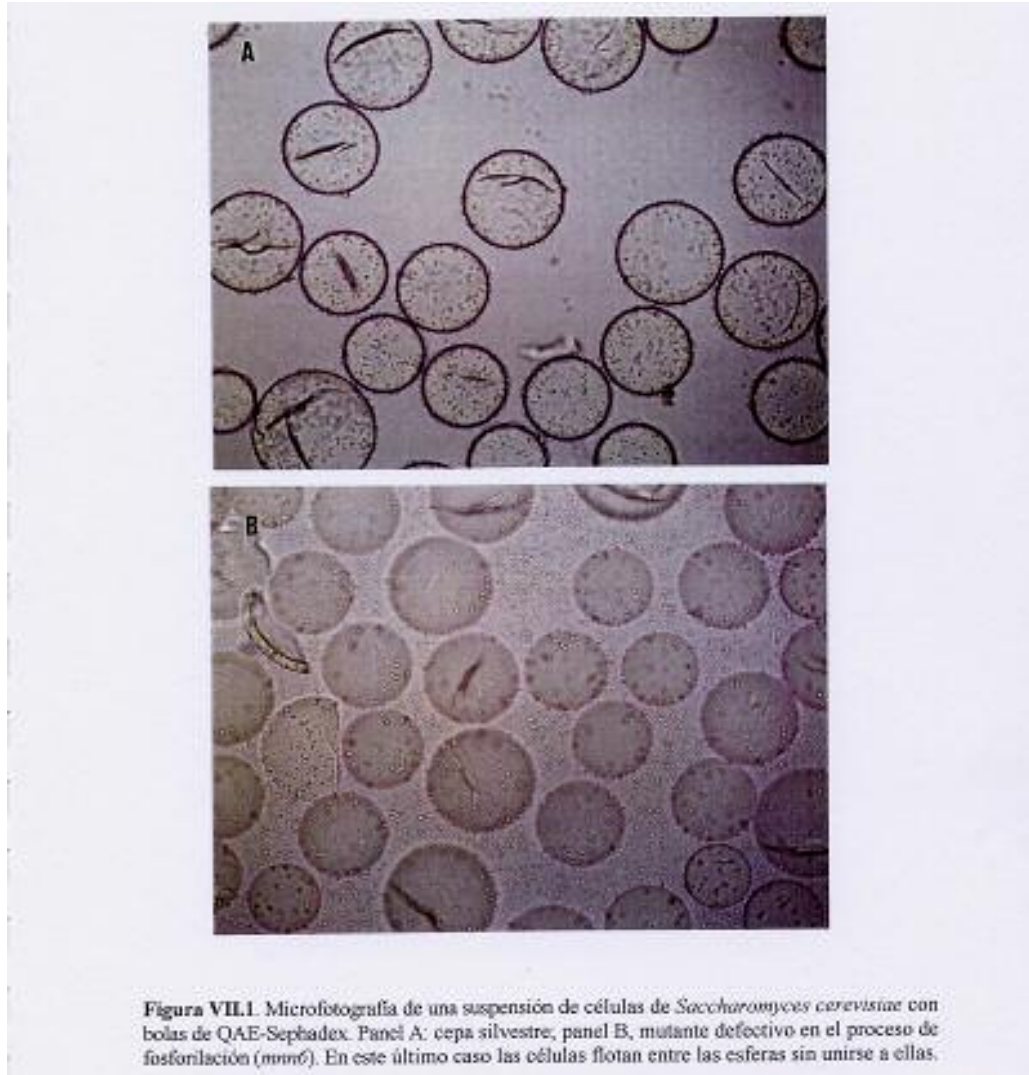 A
B
Figura VII.1. Microfotografía de una suspensión de células de Saccharomyces cerevisiae con
bolas de QAE-Sephadex. Panel A: cepa silvestre; panel B, mutante defectivo en el proceso de
fosforilación (mnn6). En este último caso las células flotan entre las esferas sin unirse a ellas.